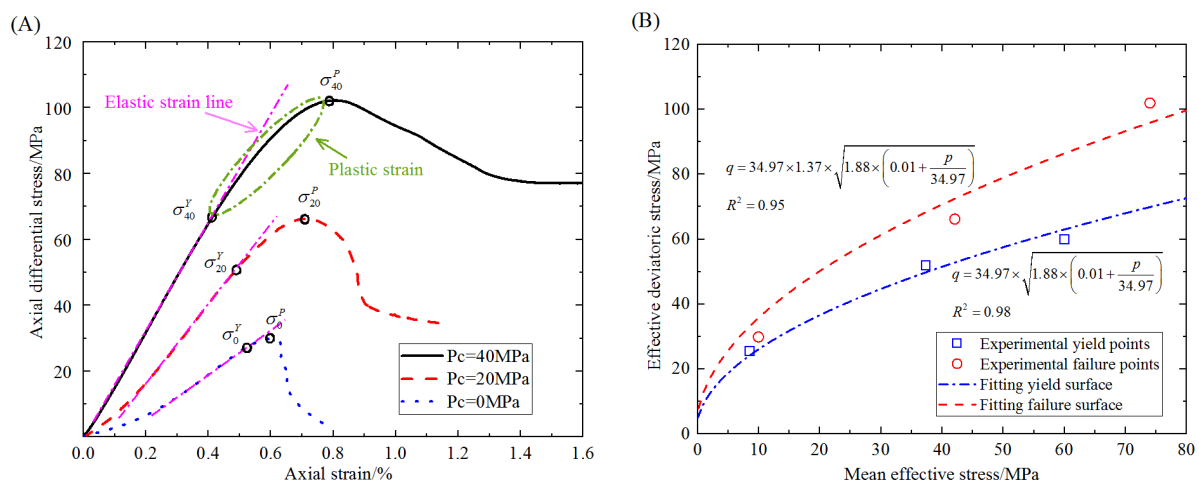 (A)
120
100
80
60
40
20
0
0.0 0.2 0.4 0.6 0.8 1.0 1.2 1.4 1.6
Axial differential stress/MPa
Axial strain/%
Elastic strain line
Plastic strain
σ₄₀ᴾ
σ₄₀ʸ
σ₂₀ᴾ
σ₂₀ʸ
σ₀ᴾ
σ₀ʸ
Pc=40MPa
Pc=20MPa
Pc=0MPa
(B)
120
100
80
60
40
20
0
0 10 20 30 40 50 60 70 80
Effective deviatoric stress/MPa
Mean effective stress/MPa
q = 34.97×1.37×√(1.88×(0.01+p/34.97))
R² = 0.95
q = 34.97×√(1.88×(0.01+p/34.97))
R² = 0.98
Experimental yield points
Experimental failure points
Fitting yield surface
Fitting failure surface